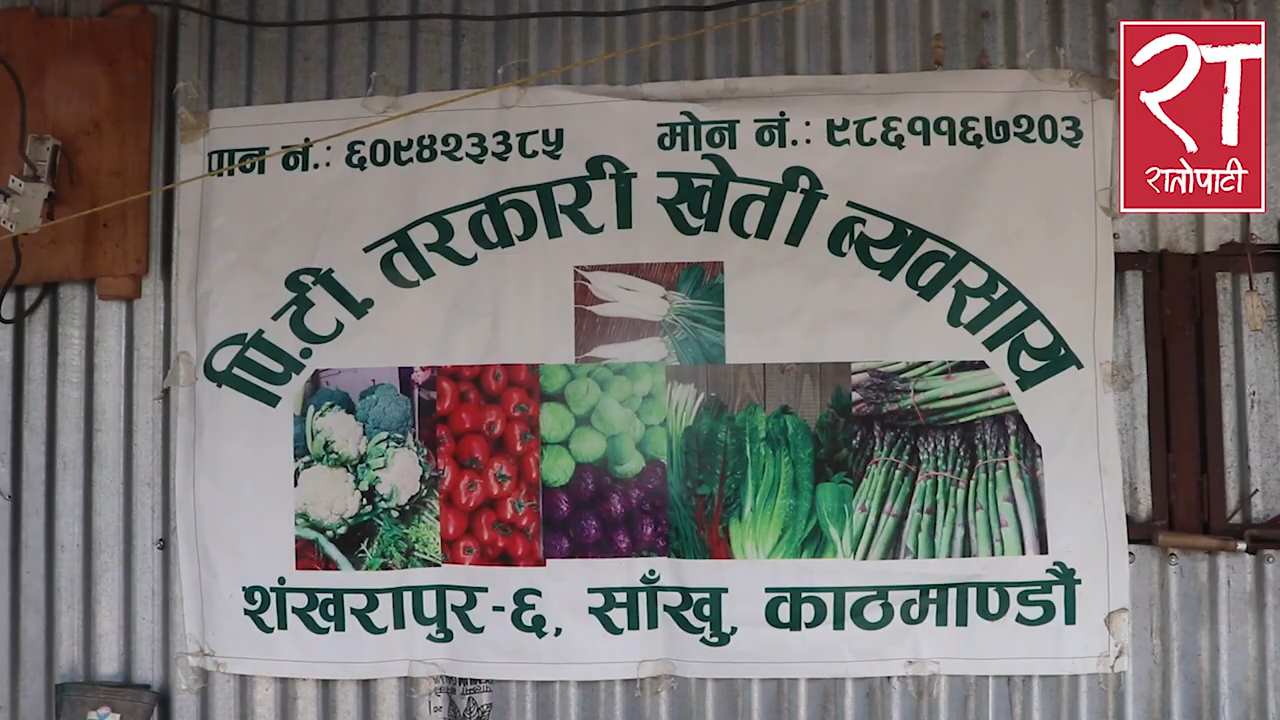 पान नं.: ६०९४२३३८५ मोन नं.: ९८६११६७२०३
पि.टी. तरकारी खेती ब्यवसाय
शंखरापुर-६, साँखु, काठमाण्डौं
रा
रातोपाटी